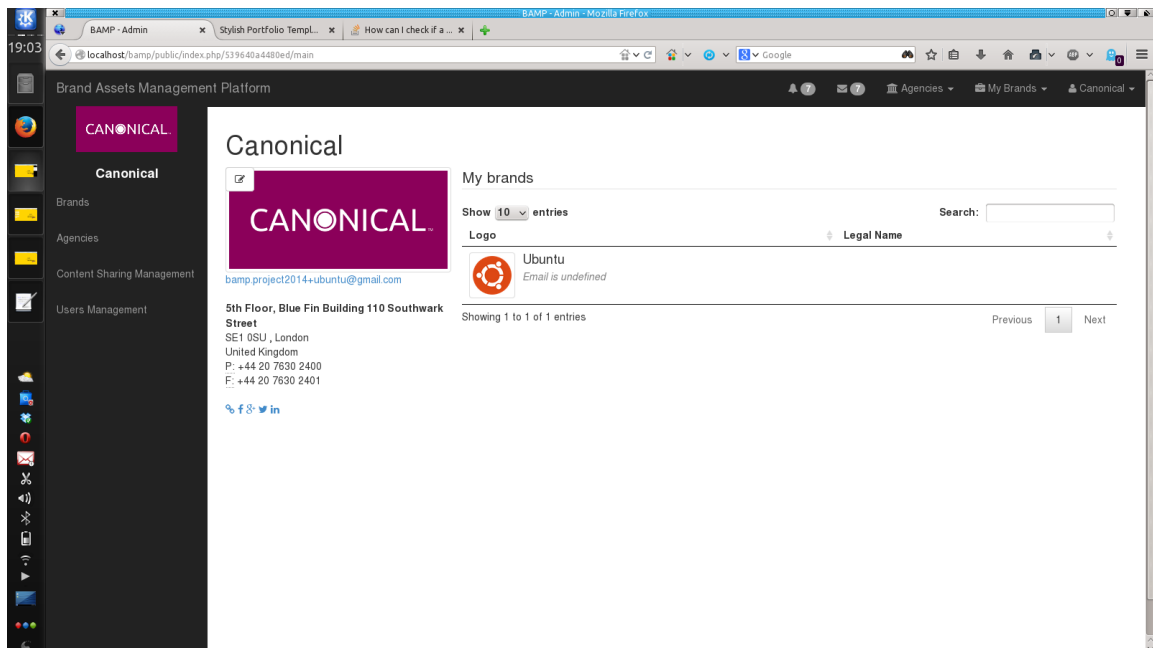 BAMP - Admin - Mozilla Firefox
BAMP - Admin
Stylish Portfolio Templ...
How can I check if a ...
19:03
localhost/bamp/public/index.php/539640a4480ed/main
Google
0
Brand Assets Management Platform
7
7
Agencies
My Brands
Canonical
CANONICAL.
Canonical
Brands
Agencies
Content Sharing Management
Users Management
Canonical
CANONICAL™
bamp.project2014+ubuntu@gmail.com
5th Floor, Blue Fin Building 110 Southwark
Street
SE1 0SU , London
United Kingdom
P: +44 20 7630 2400
F: +44 20 7630 2401
My brands
Show 10 entries
Search:
Logo
Legal Name
Ubuntu
Email is undefined
Showing 1 to 1 of 1 entries
Previous
1
Next